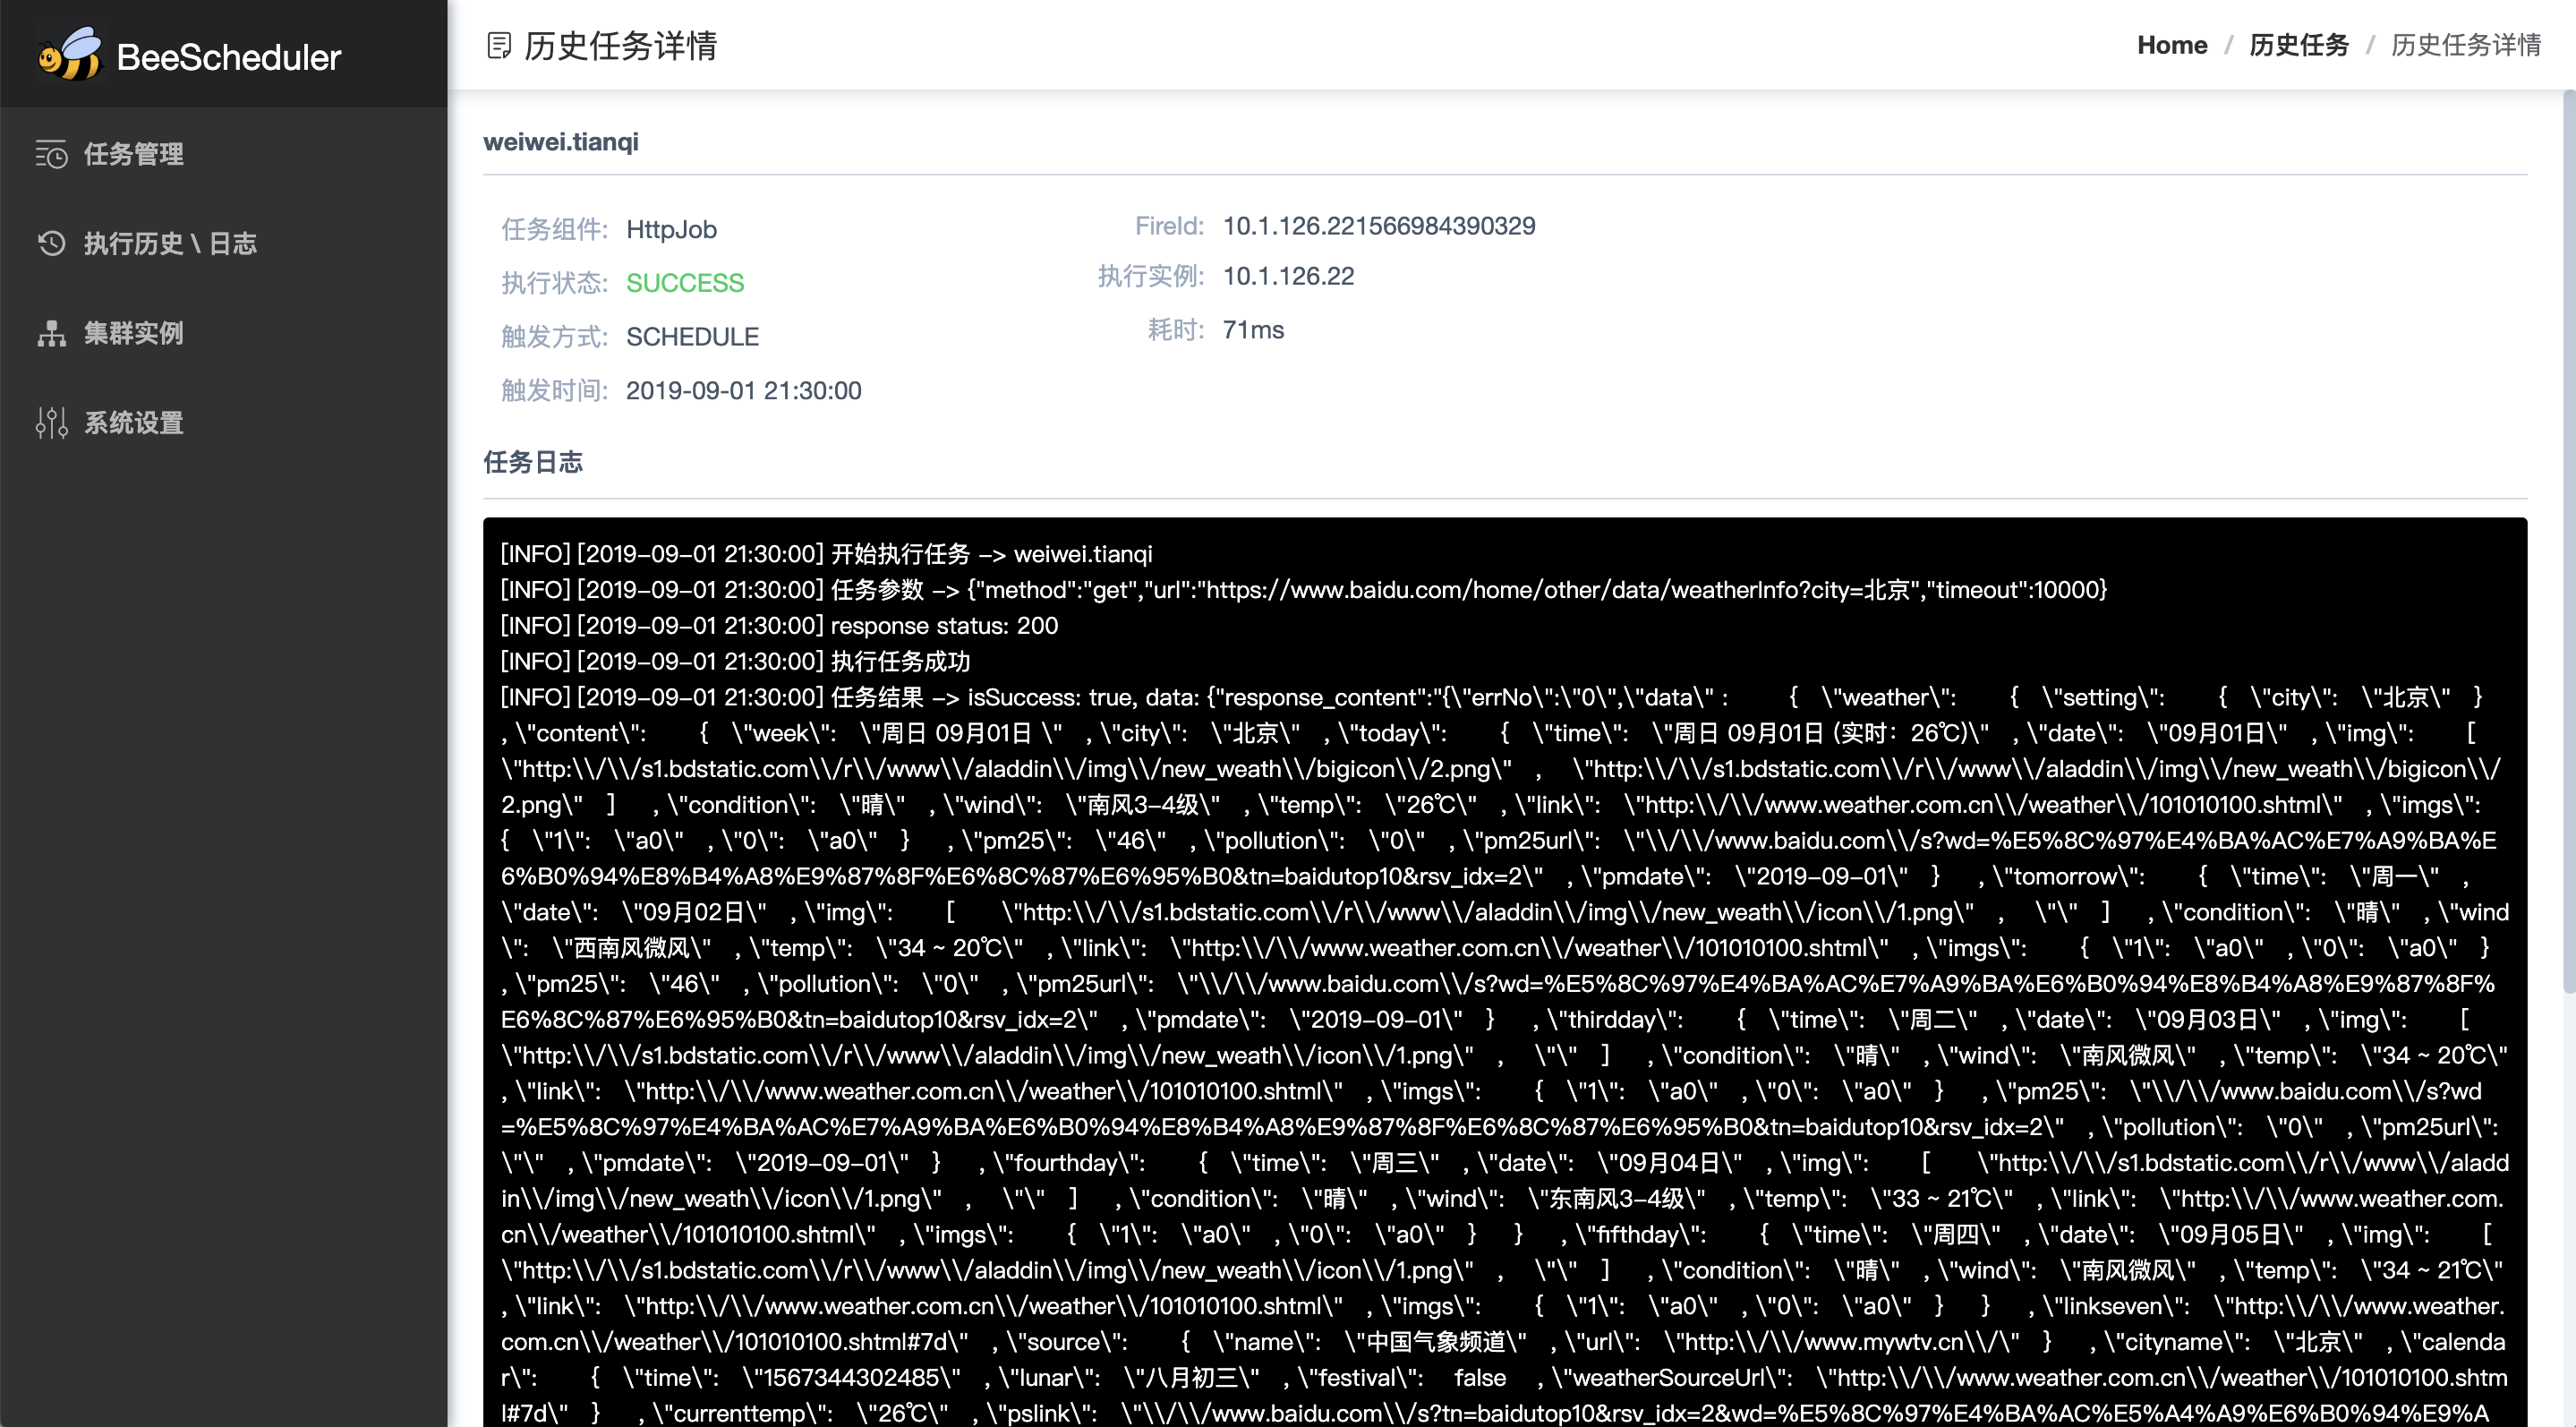 BeeScheduler
任务管理
执行历史 \ 日志
集群实例
系统设置
历史任务详情
Home / 历史任务 / 历史任务详情
weiwei.tianqi
任务组件: HttpJob
执行状态: SUCCESS
触发方式: SCHEDULE
触发时间: 2019-09-01 21:30:00
FireId: 10.1.126.221566984390329
执行实例: 10.1.126.22
耗时: 71ms
任务日志
[INFO] [2019-09-01 21:30:00] 开始执行任务 -> weiwei.tianqi
[INFO] [2019-09-01 21:30:00] 任务参数 -> {"method":"get","url":"https://www.baidu.com/home/other/data/weatherInfo?city=北京","timeout":10000}
[INFO] [2019-09-01 21:30:00] response status: 200
[INFO] [2019-09-01 21:30:00] 执行任务成功
[INFO] [2019-09-01 21:30:00] 任务结果 -> isSuccess: true, data: {"response_content":"{\"errNo\":\"0\",\"data\" : { \"weather\": { \"setting\": { \"city\": \"北京\" }
, \"content\": { \"week\": \"周日 09月01日 \" , \"city\": \"北京\" , \"today\": { \"time\": \"周日 09月01日 (实时：26℃)\" , \"date\": \"09月01日\" , \"img\": [
\"http:\\/\\/s1.bdstatic.com\\/r\\/www\\/aladdin\\/img\\/new_weath\\/bigicon\\/2.png\" , \"http:\\/\\/s1.bdstatic.com\\/r\\/www\\/aladdin\\/img\\/new_weath\\/bigicon\\/
2.png\" ] , \"condition\": \"晴\" , \"wind\": \"南风3-4级\" , \"temp\": \"26℃\" , \"link\": \"http:\\/\\/www.weather.com.cn\\/weather\\/101010100.shtml\" , \"imgs\":
{ \"1\": \"a0\" , \"0\": \"a0\" } , \"pm25\": \"46\" , \"pollution\": \"0\" , \"pm25url\": \"\\/\\/www.baidu.com\\/s?wd=%E5%8C%97%E4%BA%AC%E7%A9%BA%E
6%B0%94%E8%B4%A8%E9%87%8F%E6%8C%87%E6%95%B0&tn=baidutop10&rsv_idx=2\" , \"pmdate\": \"2019-09-01\" } , \"tomorrow\": { \"time\": \"周一\" ,
\"date\": \"09月02日\" , \"img\": [ \"http:\\/\\/s1.bdstatic.com\\/r\\/www\\/aladdin\\/img\\/new_weath\\/icon\\/1.png\" , \"\" ] , \"condition\": \"晴\" , \"wind
\": \"西南风微风\" , \"temp\": \"34 ~ 20℃\" , \"link\": \"http:\\/\\/www.weather.com.cn\\/weather\\/101010100.shtml\" , \"imgs\": { \"1\": \"a0\" , \"0\": \"a0\" }
, \"pm25\": \"46\" , \"pollution\": \"0\" , \"pm25url\": \"\\/\\/www.baidu.com\\/s?wd=%E5%8C%97%E4%BA%AC%E7%A9%BA%E6%B0%94%E8%B4%A8%E9%87%8F%
E6%8C%87%E6%95%B0&tn=baidutop10&rsv_idx=2\" , \"pmdate\": \"2019-09-01\" } , \"thirdday\": { \"time\": \"周二\" , \"date\": \"09月03日\" , \"img\": [
\"http:\\/\\/s1.bdstatic.com\\/r\\/www\\/aladdin\\/img\\/new_weath\\/icon\\/1.png\" , \"\" ] , \"condition\": \"晴\" , \"wind\": \"南风微风\" , \"temp\": \"34 ~ 20℃\"
, \"link\": \"http:\\/\\/www.weather.com.cn\\/weather\\/101010100.shtml\" , \"imgs\": { \"1\": \"a0\" , \"0\": \"a0\" } , \"pm25\": \"\\/\\/www.baidu.com\\/s?wd
=%E5%8C%97%E4%BA%AC%E7%A9%BA%E6%B0%94%E8%B4%A8%E9%87%8F%E6%8C%87%E6%95%B0&tn=baidutop10&rsv_idx=2\" , \"pollution\": \"0\" , \"pm25url\":
\"\" , \"pmdate\": \"2019-09-01\" } , \"fourthday\": { \"time\": \"周三\" , \"date\": \"09月04日\" , \"img\": [ \"http:\\/\\/s1.bdstatic.com\\/r\\/www\\/aladd
in\\/img\\/new_weath\\/icon\\/1.png\" , \"\" ] , \"condition\": \"晴\" , \"wind\": \"东南风3-4级\" , \"temp\": \"33 ~ 21℃\" , \"link\": \"http:\\/\\/www.weather.com.
cn\\/weather\\/101010100.shtml\" , \"imgs\": { \"1\": \"a0\" , \"0\": \"a0\" } } , \"fifthday\": { \"time\": \"周四\" , \"date\": \"09月05日\" , \"img\": [
\"http:\\/\\/s1.bdstatic.com\\/r\\/www\\/aladdin\\/img\\/new_weath\\/icon\\/1.png\" , \"\" ] , \"condition\": \"晴\" , \"wind\": \"南风微风\" , \"temp\": \"34 ~ 21℃\"
, \"link\": \"http:\\/\\/www.weather.com.cn\\/weather\\/101010100.shtml\" , \"imgs\": { \"1\": \"a0\" , \"0\": \"a0\" } } , \"linkseven\": \"http:\\/\\/www.weather.
com.cn\\/weather\\/101010100.shtml#7d\" , \"source\": { \"name\": \"中国气象频道\" , \"url\": \"http:\\/\\/www.mywtv.cn\\/\" } , \"cityname\": \"北京\" , \"calenda
r\": { \"time\": \"1567344302485\" , \"lunar\": \"八月初三\" , \"festival\": false , \"weatherSourceUrl\": \"http:\\/\\/www.weather.com.cn\\/weather\\/101010100.shtm
l#7d\" } , \"currenttemp\": \"26℃\" , \"pslink\": \"\\/\\/www.baidu.com\\/s?tn=baidutop10&rsv_idx=2&wd=%E5%8C%97%E4%BA%AC%E5%A4%A9%E6%B0%94%E9%A